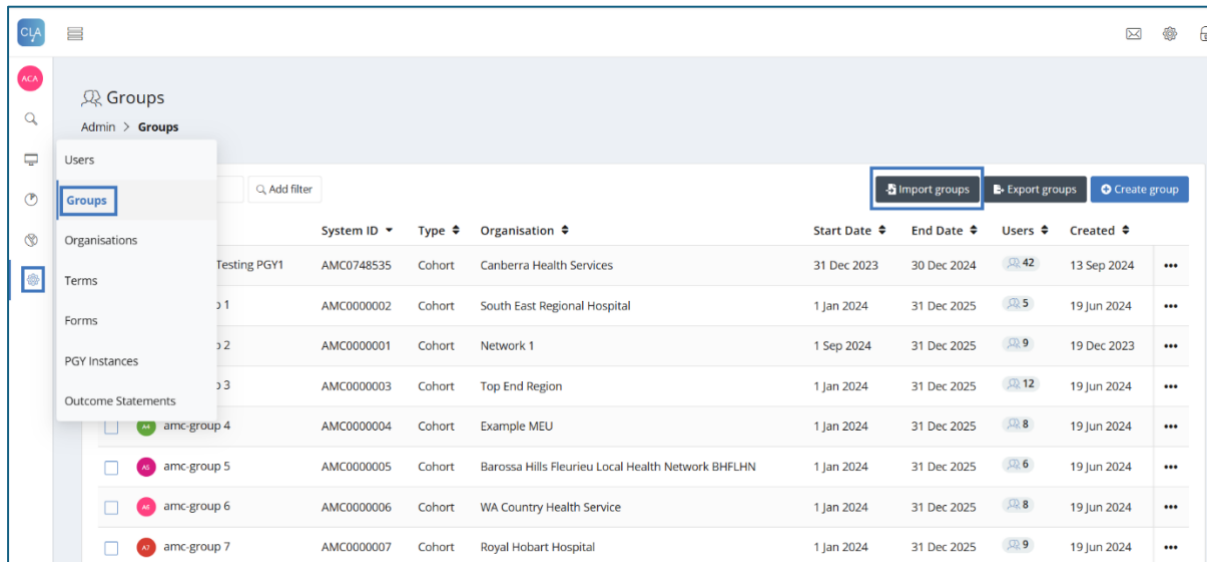 CLA
ACA
Groups
Admin > Groups
Users
Groups
Organisations
Terms
Forms
PGY Instances
Outcome Statements
Add filter
Import groups
Export groups
Create group
System ID Type Organisation Start Date End Date Users Created
Testing PGY1 AMC0748535 Cohort Canberra Health Services 31 Dec 2023 30 Dec 2024 42 13 Sep 2024 •••
1 AMC0000002 Cohort South East Regional Hospital 1 Jan 2024 31 Dec 2025 5 19 Jun 2024 •••
2 AMC0000001 Cohort Network 1 1 Sep 2024 31 Dec 2025 9 19 Dec 2023 •••
3 AMC0000003 Cohort Top End Region 1 Jan 2024 31 Dec 2025 12 19 Jun 2024 •••
A4 amc-group 4 AMC0000004 Cohort Example MEU 1 Jan 2024 31 Dec 2025 8 19 Jun 2024 •••
A5 amc-group 5 AMC0000005 Cohort Barossa Hills Fleurieu Local Health Network BHFLHN 1 Jan 2024 31 Dec 2025 6 19 Jun 2024 •••
A6 amc-group 6 AMC0000006 Cohort WA Country Health Service 1 Jan 2024 31 Dec 2025 8 19 Jun 2024 •••
A7 amc-group 7 AMC0000007 Cohort Royal Hobart Hospital 1 Jan 2024 31 Dec 2025 9 19 Jun 2024 •••